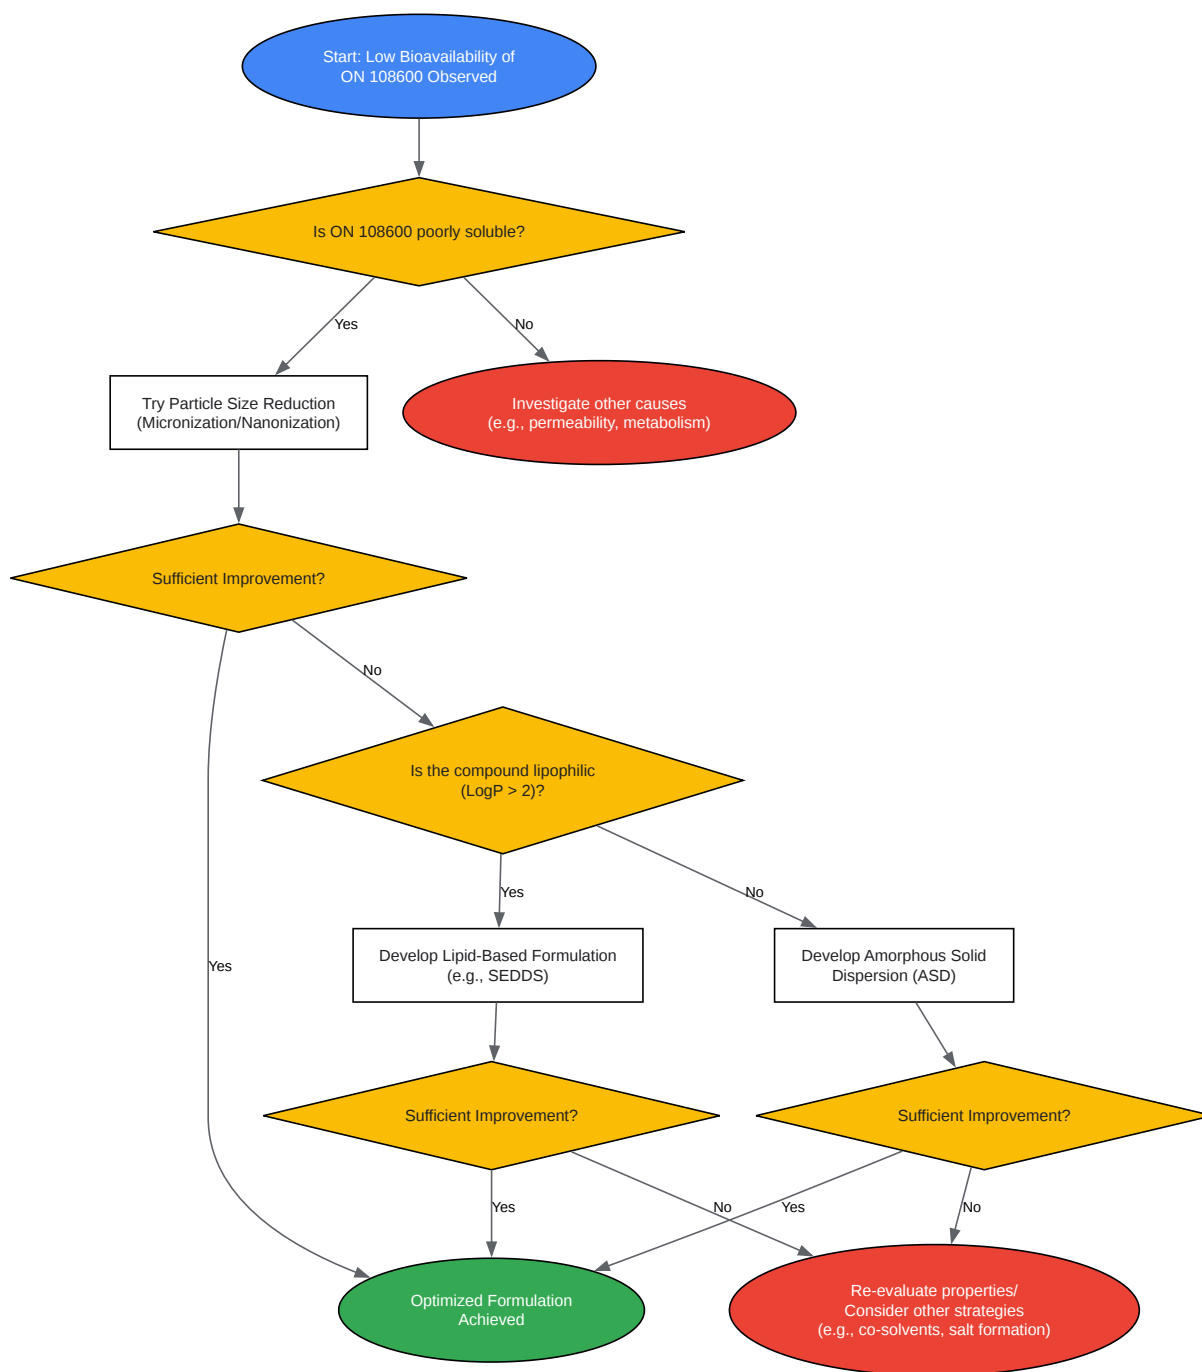 Start: Low Bioavailability of
ON 108600 Observed
Is ON 108600 poorly soluble?
Yes
No
Try Particle Size Reduction
(Micronization/Nanonization)
Investigate other causes
(e.g., permeability, metabolism)
Sufficient Improvement?
No
Is the compound lipophilic
(LogP > 2)?
Yes
No
Develop Lipid-Based Formulation
(e.g., SEDDS)
Develop Amorphous Solid
Dispersion (ASD)
Yes
Sufficient Improvement?
Sufficient Improvement?
Yes
No
Yes
No
Optimized Formulation
Achieved
Re-evaluate properties/
Consider other strategies
(e.g., co-solvents, salt formation)